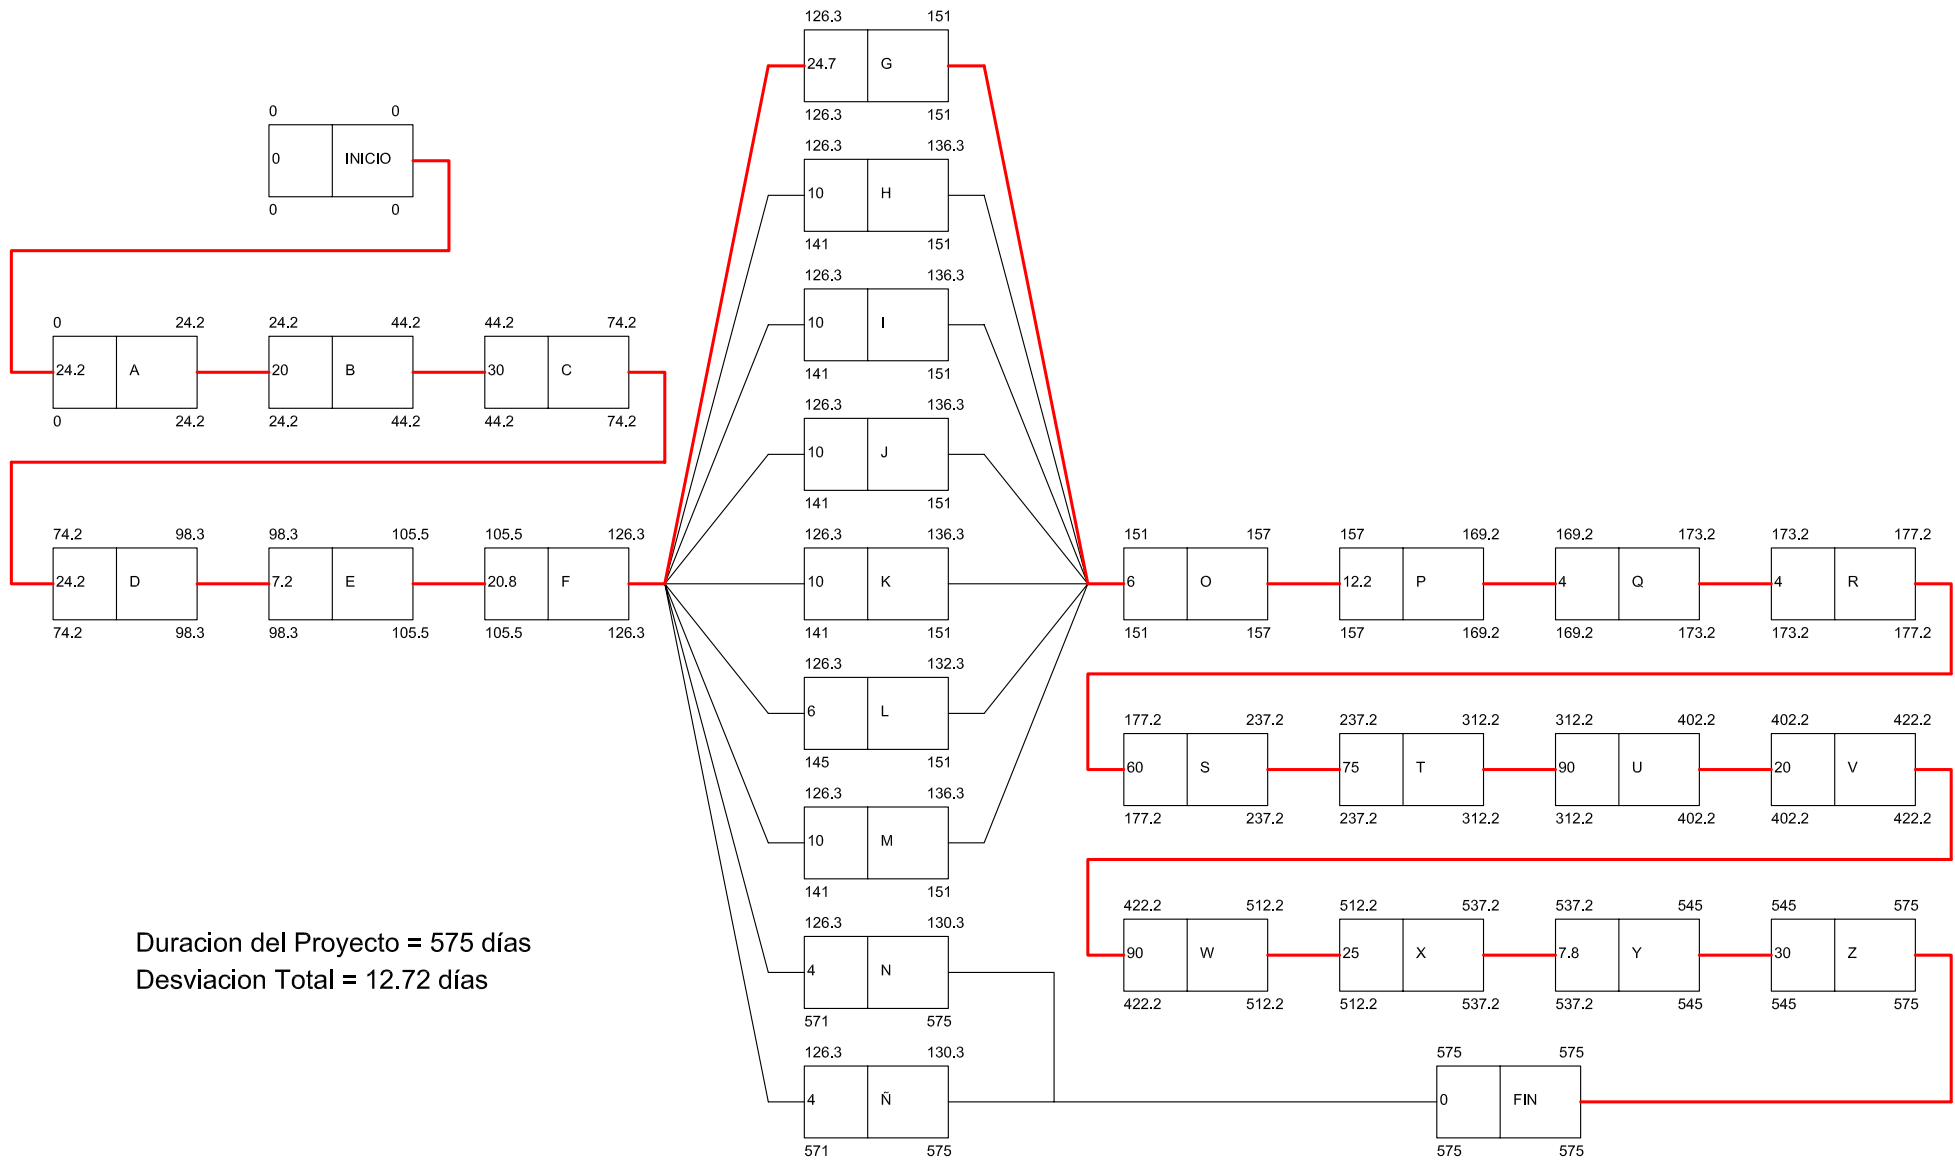 126.3 151
24.7 G
126.3 151
0 0
0 INICIO
0 0
126.3 136.3
10 H
141 151
126.3 136.3
10 I
141 151
0 24.2 24.2 44.2 44.2 74.2
24.2 A 20 B 30 C
0 24.2 24.2 44.2 44.2 74.2
126.3 136.3
10 J
141 151
74.2 98.3 98.3 105.5 105.5 126.3
24.2 D 7.2 E 20.8 F
74.2 98.3 98.3 105.5 105.5 126.3
126.3 136.3
10 K
141 151
151 157 157 169.2 169.2 173.2 173.2 177.2
6 O 12.2 P 4 Q 4 R
151 157 157 169.2 169.2 173.2 173.2 177.2
126.3 132.3
6 L
145 151
177.2 237.2 237.2 312.2 312.2 402.2 402.2 422.2
60 S 75 T 90 U 20 V
177.2 237.2 237.2 312.2 312.2 402.2 402.2 422.2
126.3 136.3
10 M
141 151
422.2 512.2 512.2 537.2 537.2 545 545 575
90 W 25 X 7.8 Y 30 Z
422.2 512.2 512.2 537.2 537.2 545 545 575
Duracion del Proyecto = 575 días
Desviacion Total = 12.72 días
126.3 130.3
4 N
571 575
126.3 130.3
4 Ñ
571 575
575 575
0 FIN
575 575